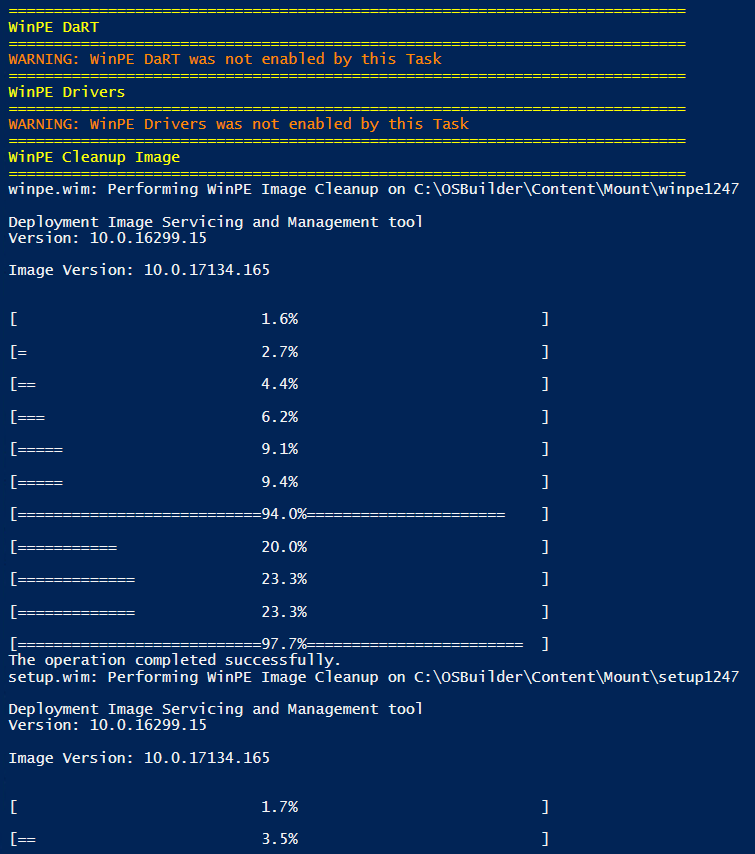 ===========================================================================
WinPE DaRT
===========================================================================
WARNING: WinPE DaRT was not enabled by this Task
===========================================================================
WinPE Drivers
===========================================================================
WARNING: WinPE Drivers was not enabled by this Task
===========================================================================
WinPE Cleanup Image
===========================================================================
winpe.wim: Performing WinPE Image Cleanup on C:\OSBuilder\Content\Mount\winpe1247
Deployment Image Servicing and Management tool
Version: 10.0.16299.15
Image Version: 10.0.17134.165
[                           1.6%                           ]
[=                          2.7%                           ]
[==                         4.4%                           ]
[===                        6.2%                           ]
[=====                      9.1%                           ]
[=====                      9.4%                           ]
[===========================94.0%======================    ]
[===========                20.0%                          ]
[=============              23.3%                          ]
[=============              23.3%                          ]
[===========================97.7%========================  ]
The operation completed successfully.
setup.wim: Performing WinPE Image Cleanup on C:\OSBuilder\Content\Mount\setup1247
Deployment Image Servicing and Management tool
Version: 10.0.16299.15
Image Version: 10.0.17134.165
[                           1.7%                           ]
[==                         3.5%                           ]